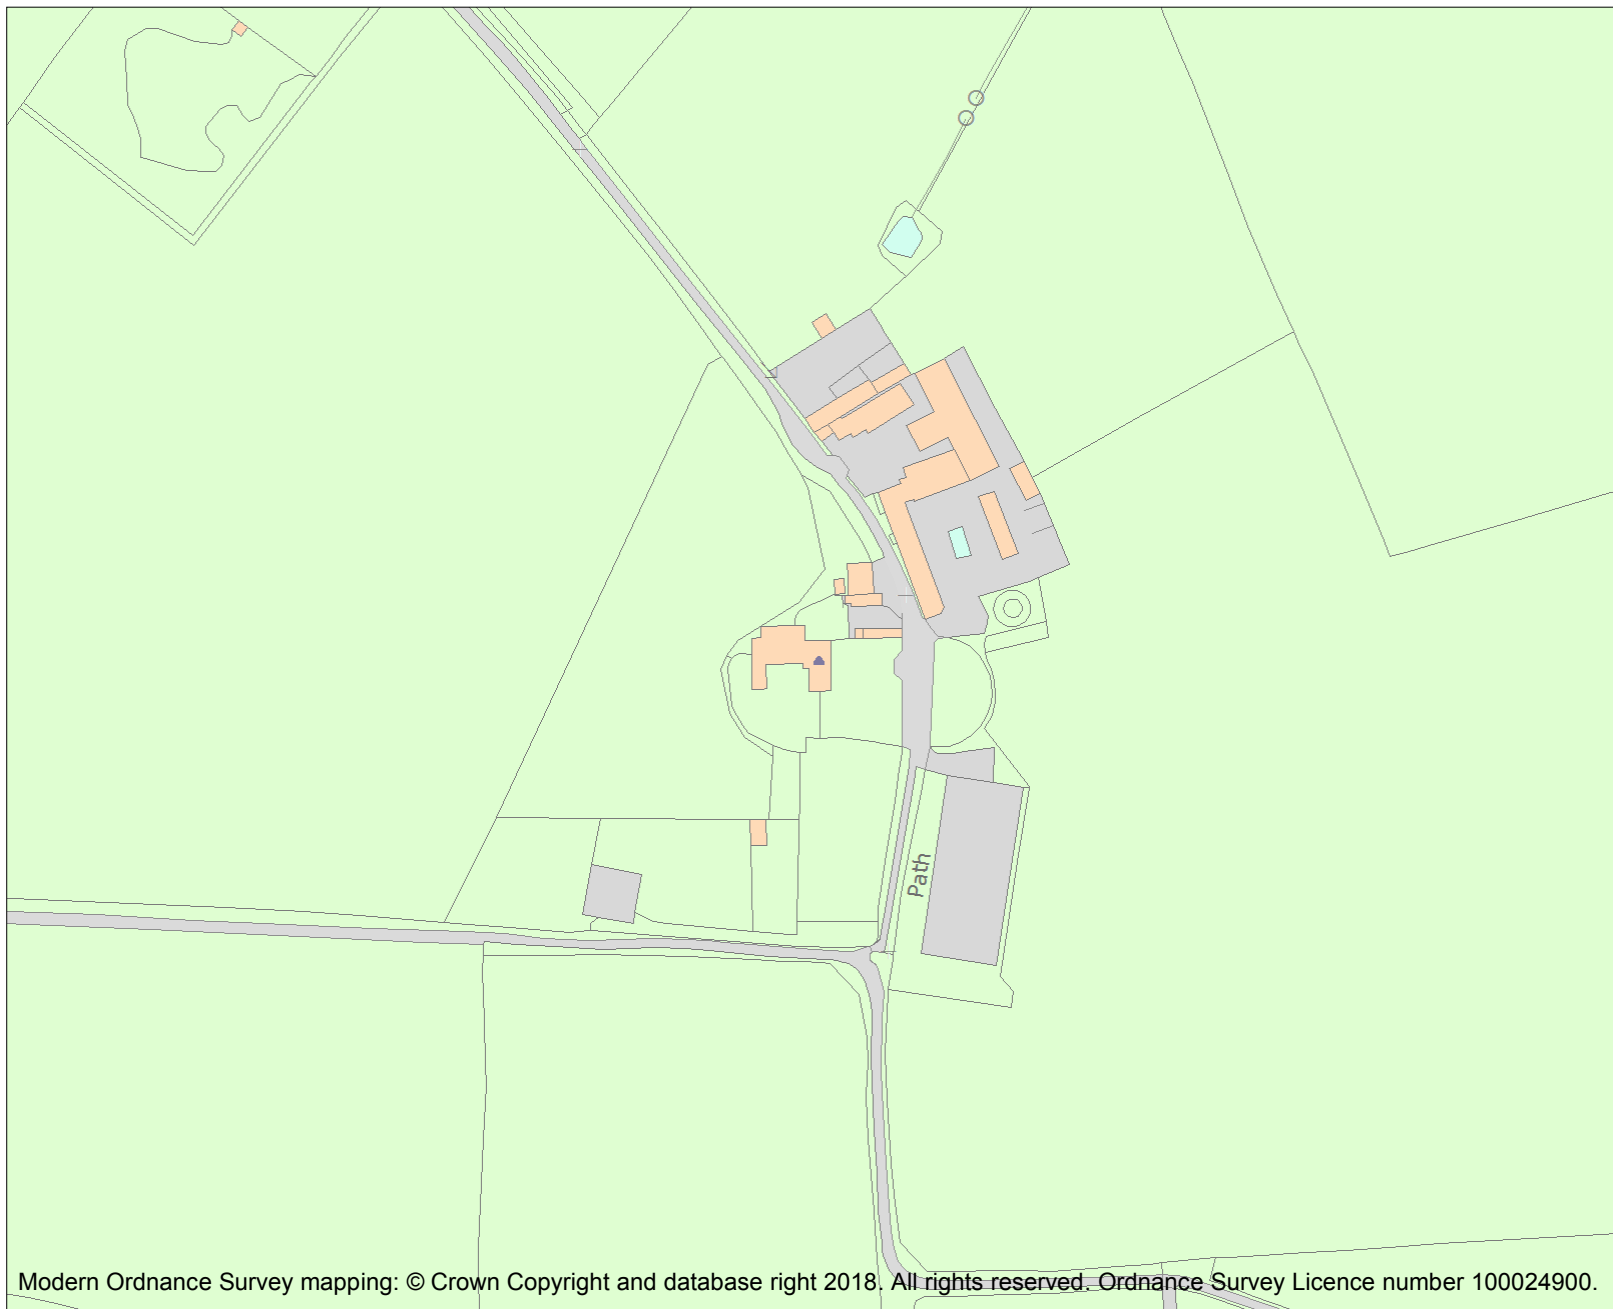 Path
Modern Ordnance Survey mapping: © Crown Copyright and database right 2018. All rights reserved. Ordnance Survey Licence number 100024900.